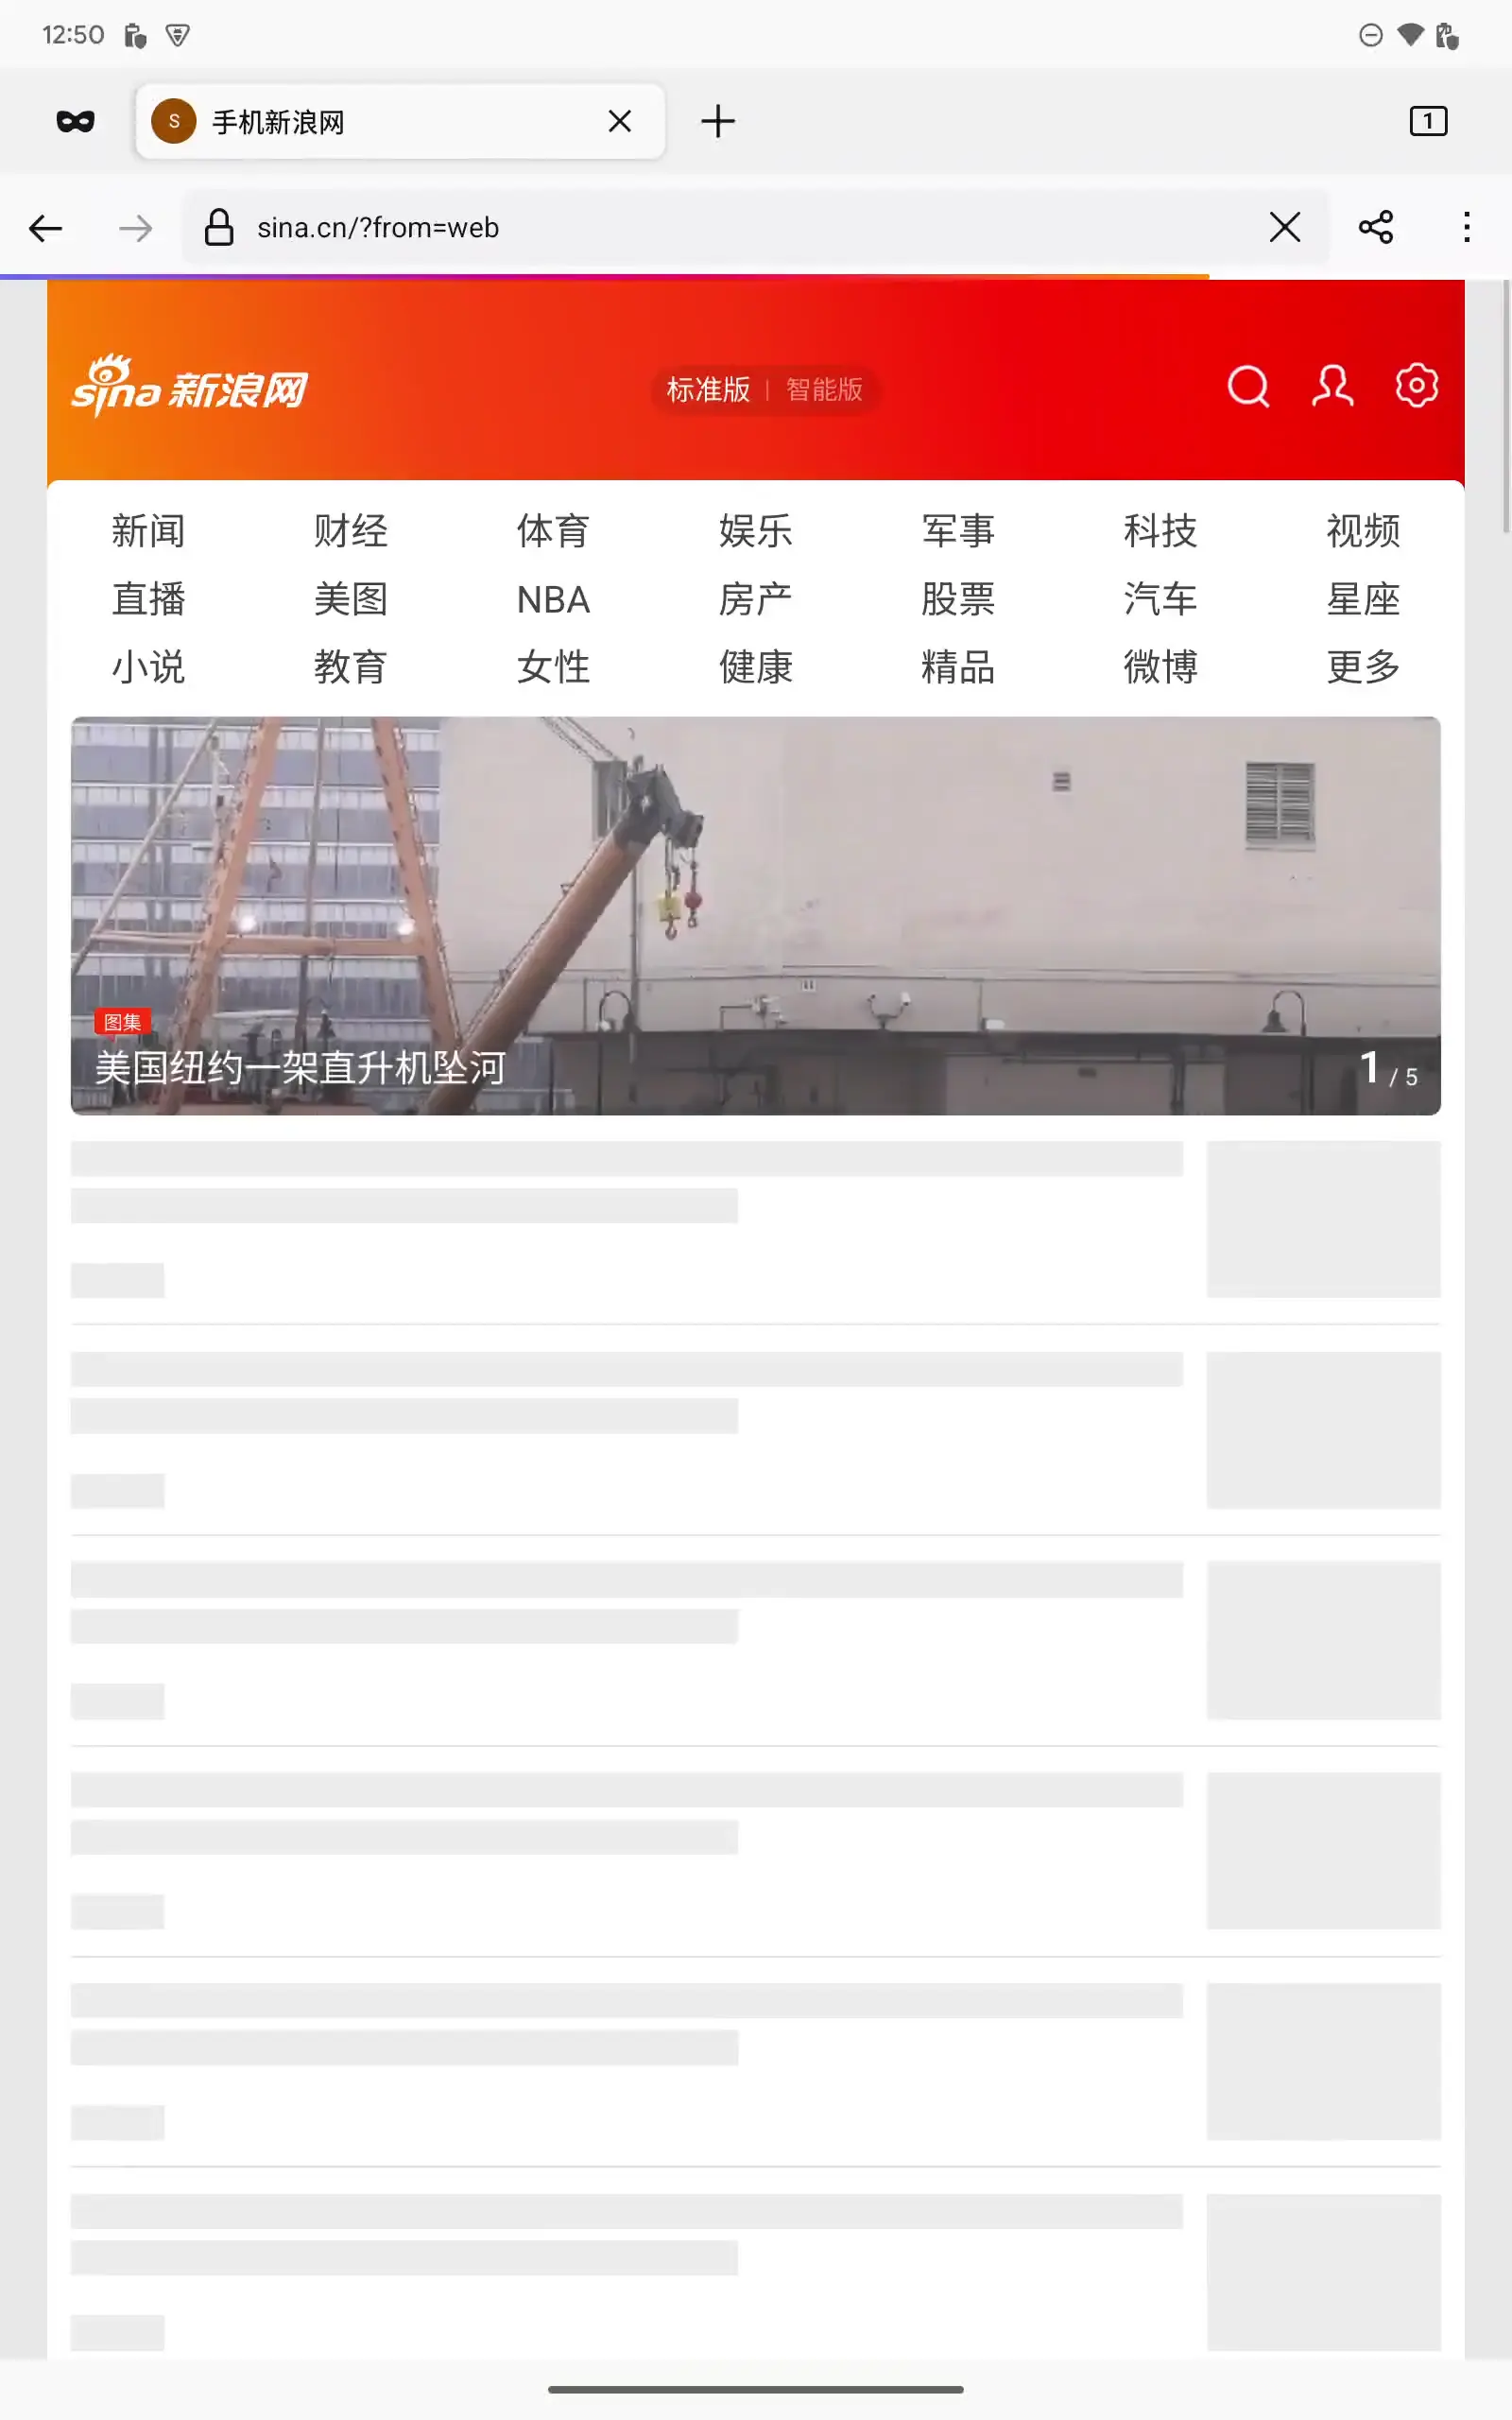 12:50
S 手机新浪网
1
sina.cn/?from=web
sina 新浪网
标准版 | 智能版
新闻 财经 体育 娱乐 军事 科技 视频
直播 美图 NBA 房产 股票 汽车 星座
小说 教育 女性 健康 精品 微博 更多
图集
美国纽约一架直升机坠河
1 / 5